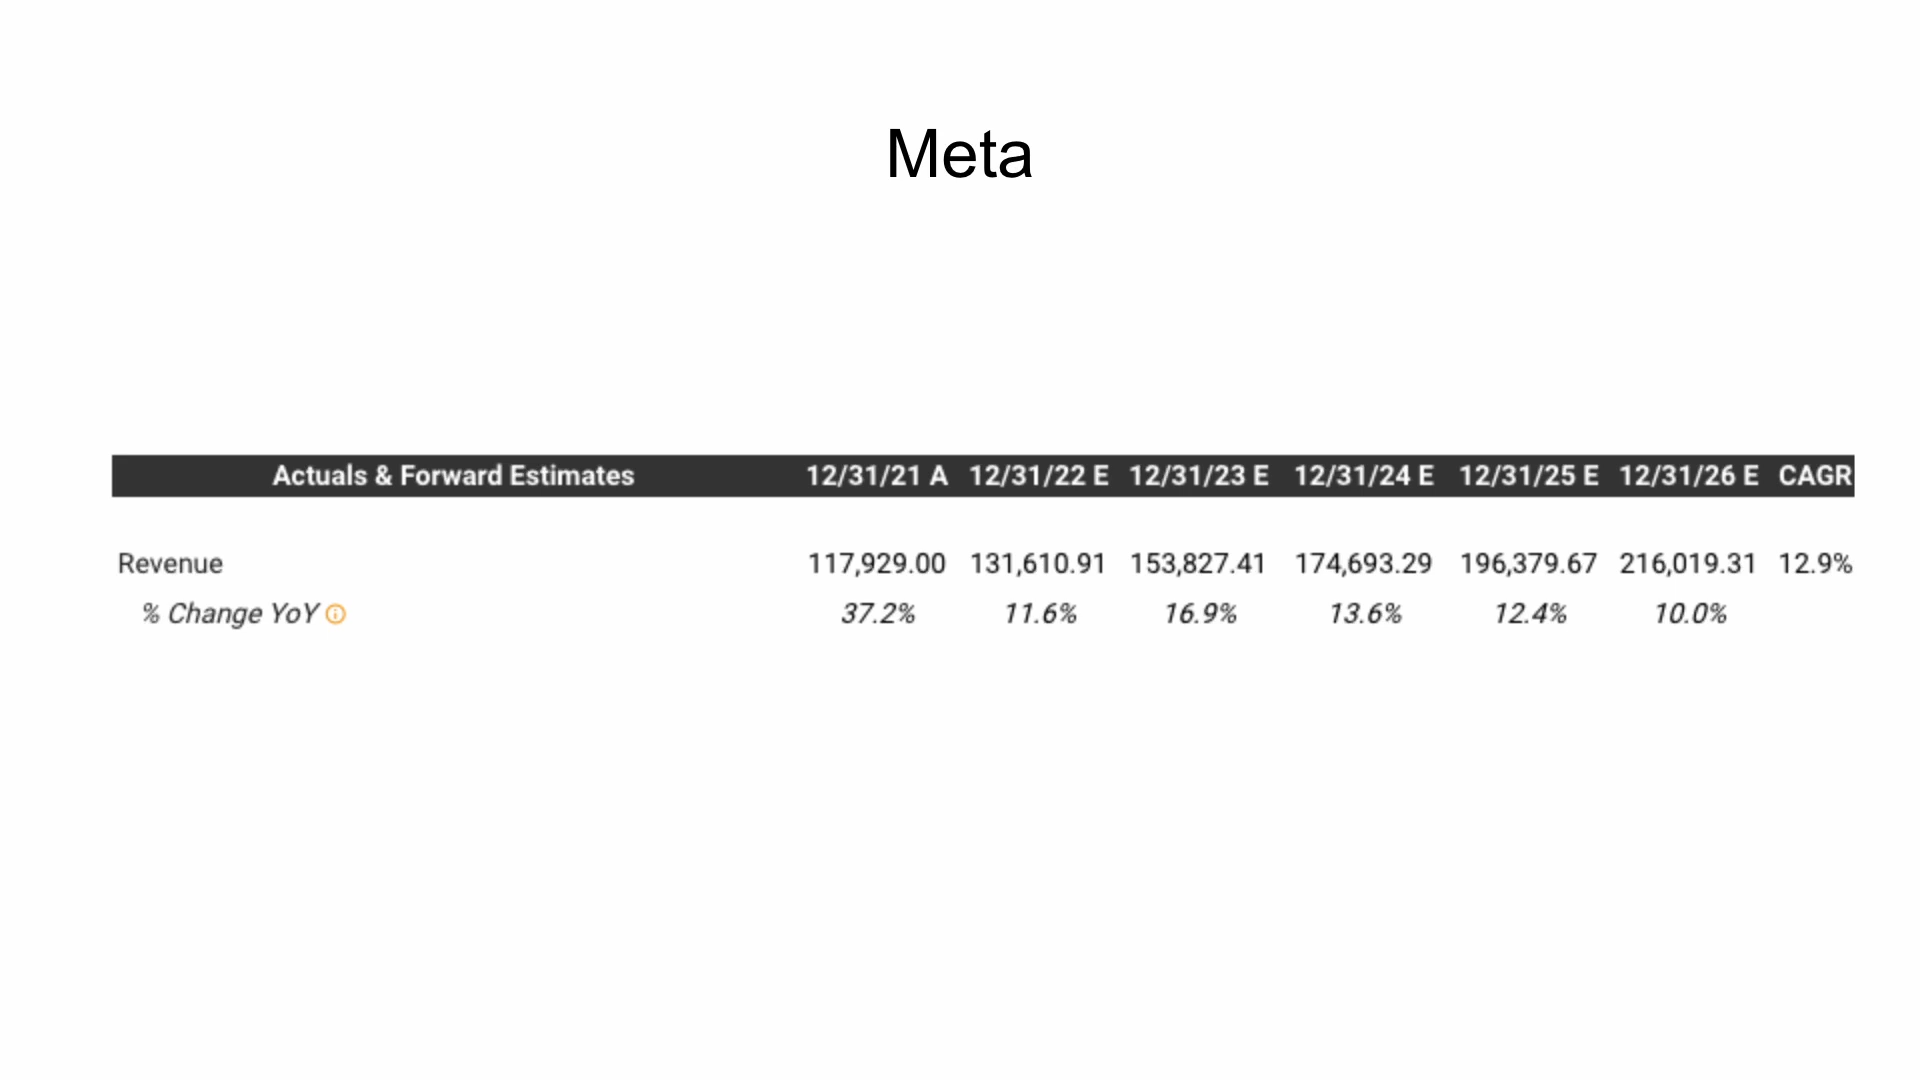 Meta
Actuals & Forward Estimates 12/31/21 A 12/31/22 E 12/31/23 E 12/31/24 E 12/31/25 E 12/31/26 E CAGR
Revenue 117,929.00 131,610.91 153,827.41 174,693.29 196,379.67 216,019.31 12.9%
% Change YoY 37.2% 11.6% 16.9% 13.6% 12.4% 10.0%